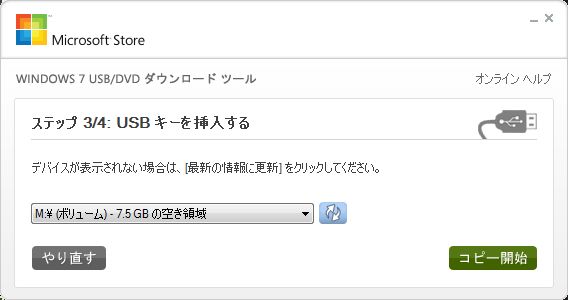 Microsoft Store
WINDOWS 7 USB/DVD ダウンロード ツール
オンライン ヘルプ
ステップ 3/4: USB キーを挿入する
デバイスが表示されない場合は、[最新の情報に更新] をクリックしてください。
M:¥ (ボリューム) - 7.5 GB の空き領域
やり直す
コピー開始